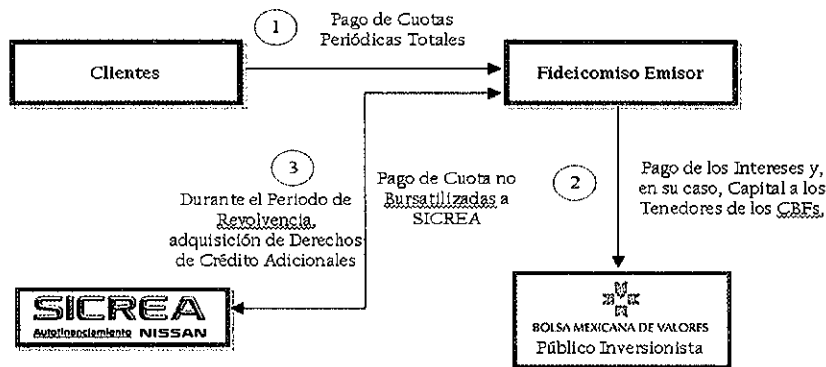 1
Pago de Cuotas
Periódicas Totales
Clientes
Fideicomiso Emisor
3
Durante el Periodo de
Revolvencia,
adquisición de Derechos
de Crédito Adicionales
Pago de Cuota no
Bursatilizadas a
SICREA
2
Pago de los Intereses y,
en su caso, Capital a los
Tenedores de los CBFs.
SICREA
Autofinanciamiento NISSAN
BOLSA MEXICANA DE VALORES
Público Inversionista